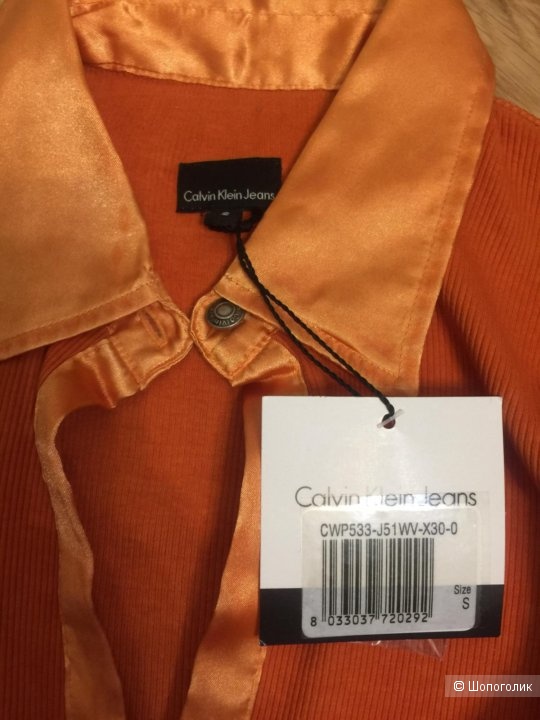 Calvin Klein Jeans
Calvin Klein Jeans
CWP533-J51WV-X30-0
Size
S
8 033037 720292
© Шопоголик